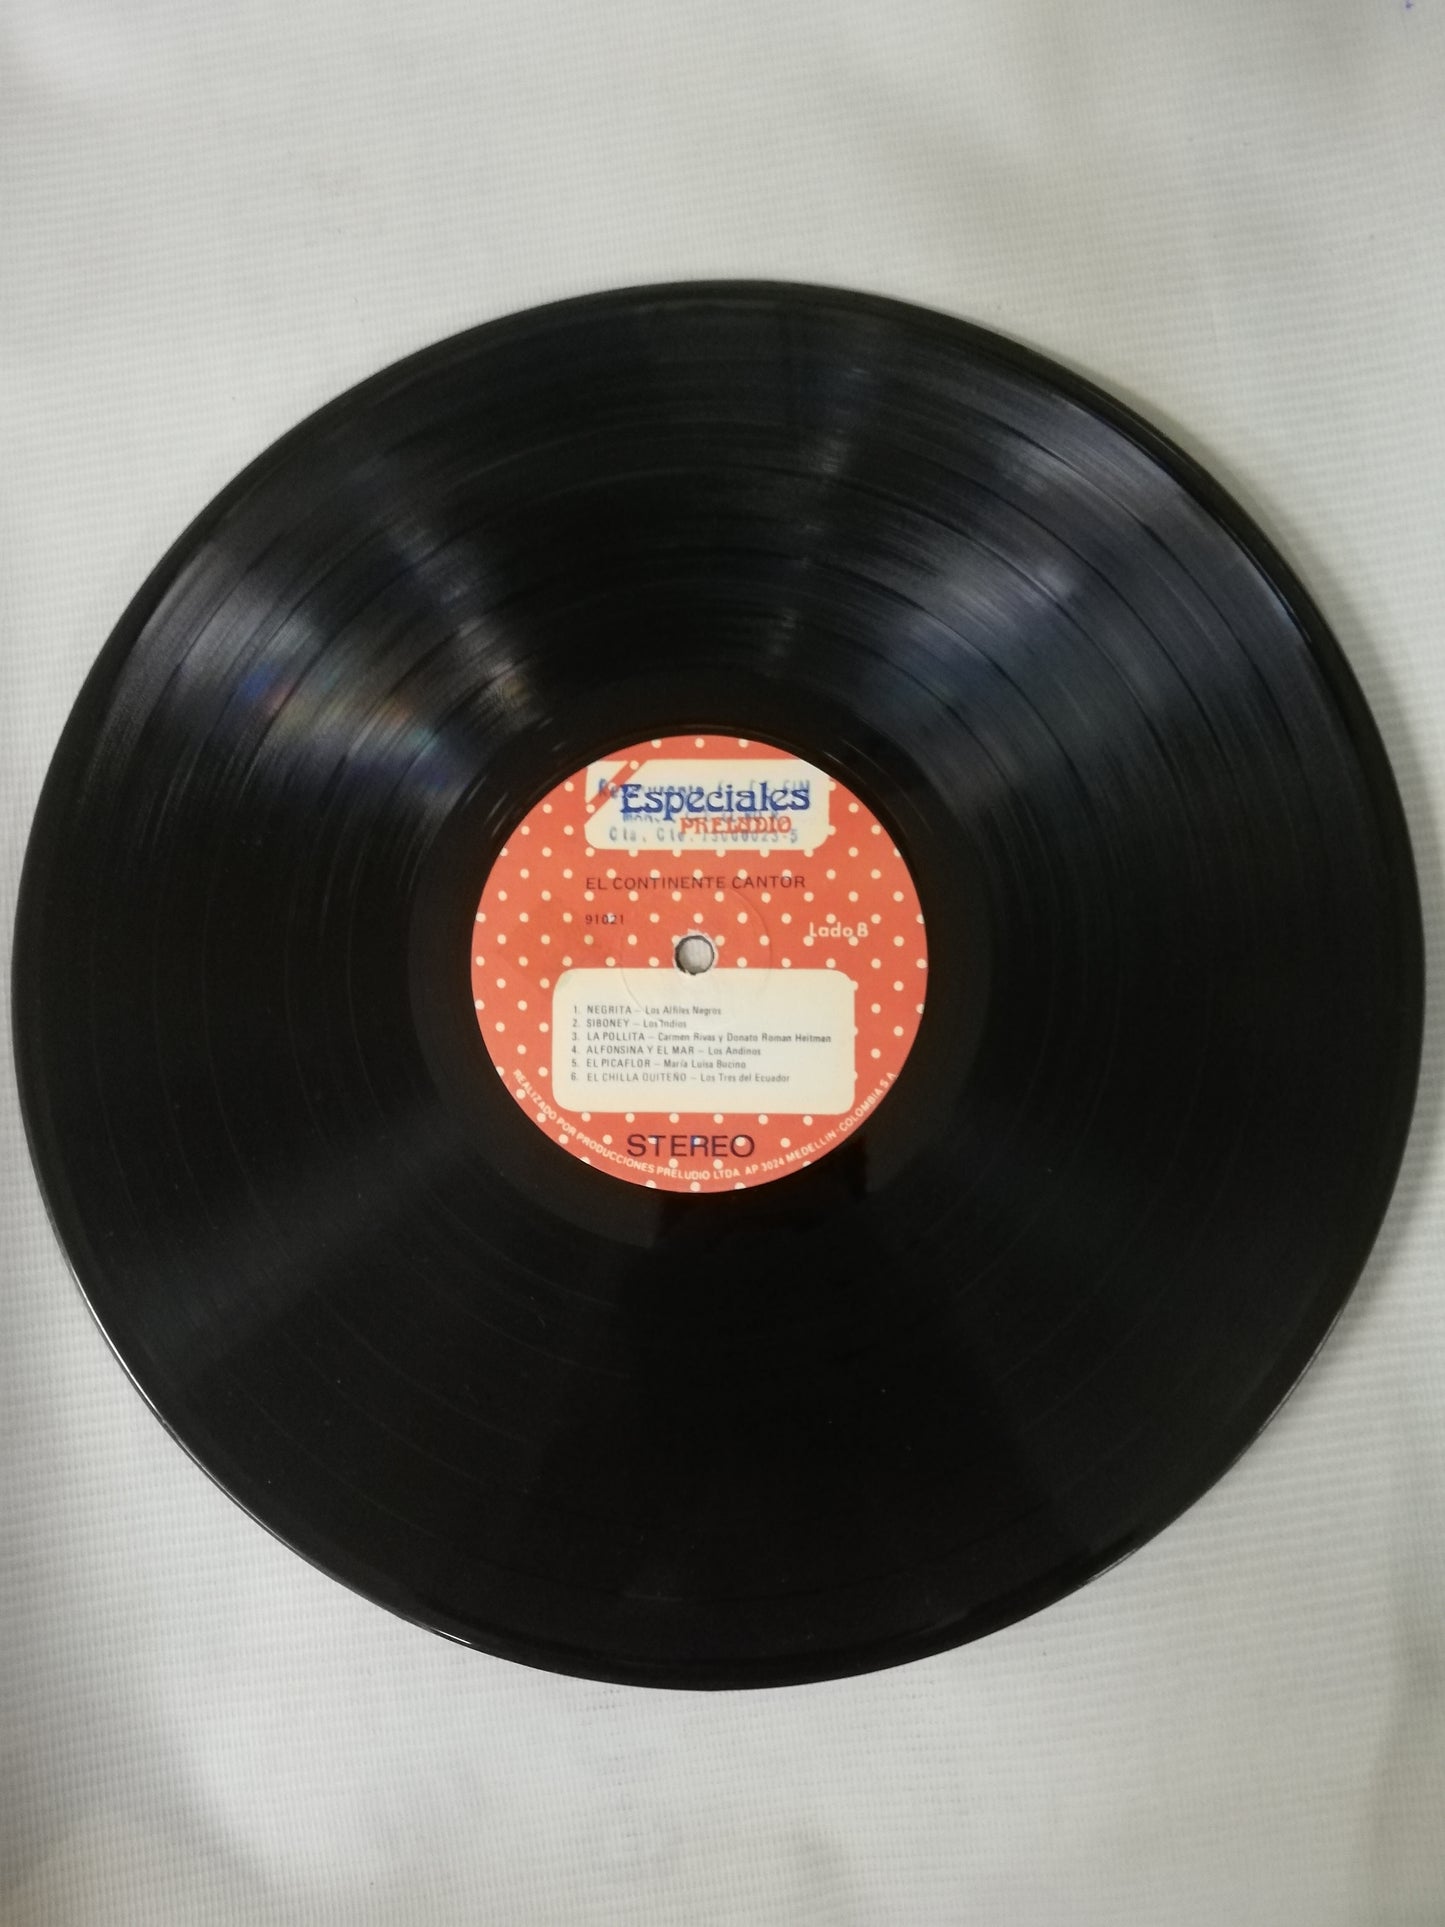 Especiales
PRELUDIO
EL CONTINENTE CANTOR
91021
Lado B
1. NEGRITA – Los Alfiles Negros
2. SIBONEY – Los Indios
3. LA POLLITA – Carmen Rivas y Donato Roman Heitman
4. ALFONSINA Y EL MAR – Los Andinos
5. EL PICAFLOR – María Luisa Bucino
6. EL CHILLA QUITEÑO – Los Tres del Ecuador
STEREO
REALIZADO POR PRODUCCIONES PRELUDIO LTDA. AP 3024 MEDELLIN - COLOMBIA S.A.